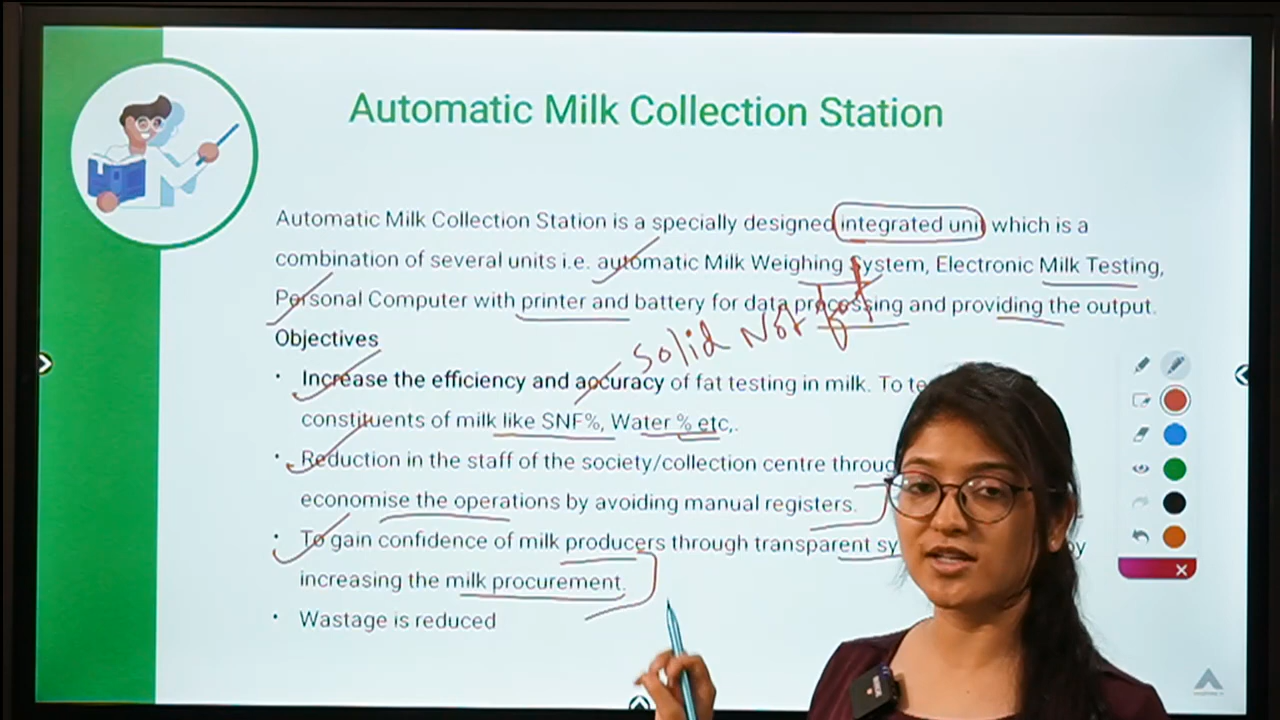 Automatic Milk Collection Station
Automatic Milk Collection Station is a specially designed integrated unit which is a
combination of several units i.e. automatic Milk Weighing System, Electronic Milk Testing,
Personal Computer with printer and battery for data processing and providing the output.
Solid Not fat
Objectives
· Increase the efficiency and accuracy of fat testing in milk. To
constituents of milk like SNF%, Water % etc,.
· Reduction in the staff of the society/collection centre
economise the operations by avoiding manual registers.
· To gain confidence of milk producers through transparent by
increasing the milk procurement.
· Wastage is reduced